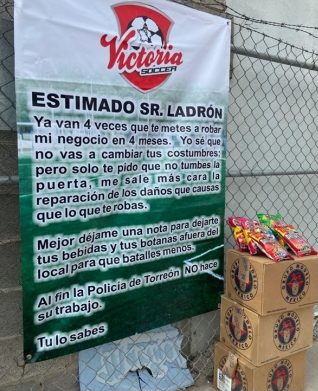 Victoria
SOCCER
ESTIMADO SR. LADRÓN
Ya van 4 veces que te metes a robar
mi negocio en 4 meses. Yo sé que
no vas a cambiar tus costumbres:
pero solo te pido que no tumbes la
puerta, me sale más cara la
reparación de los daños que causas
que lo que te robas.
Mejor déjame una nota para dejarte
tus bebidas y tus botanas afuera del
local para que batalles menos.
Al fin la Policía de Torreón NO hace
su trabajo.
Tu lo sabes